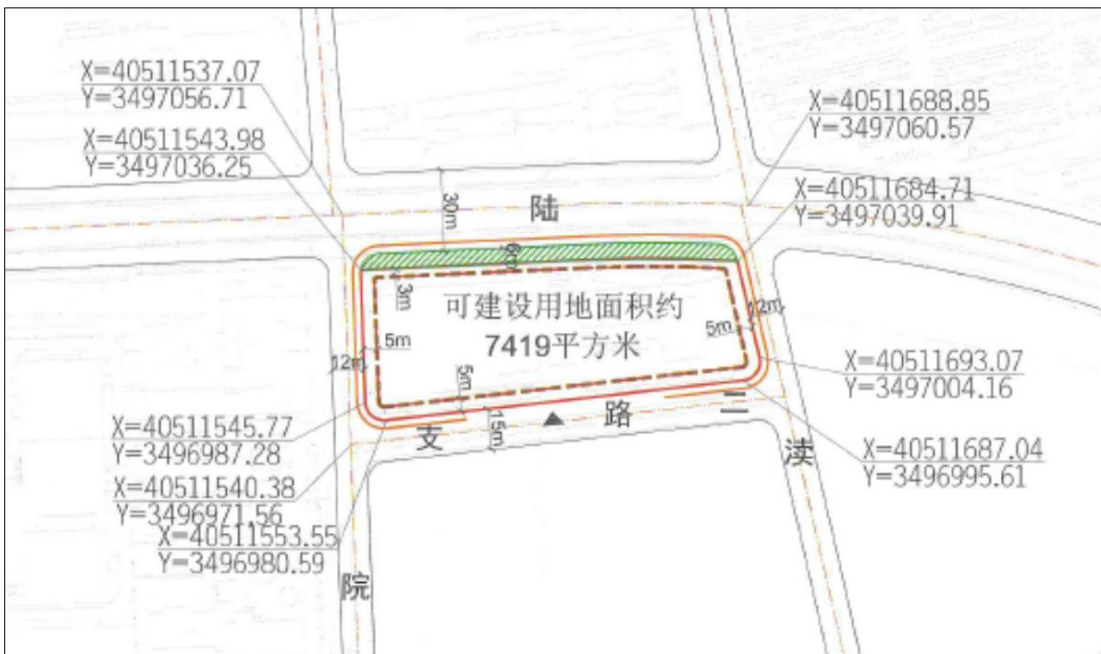 X=40511537.07
Y=3497056.71
X=40511543.98
Y=3497036.25
X=40511688.85
Y=3497060.57
X=40511684.71
Y=3497039.91
30m
陆
6m
3m
可建设用地面积约
7419平方米
5m
12m
5m
12m
5m
15m
支
路
二
渎
院
X=40511693.07
Y=3497004.16
X=40511687.04
Y=3496995.61
X=40511545.77
Y=3496987.28
X=40511540.38
Y=3496971.56
X=40511553.55
Y=3496980.59